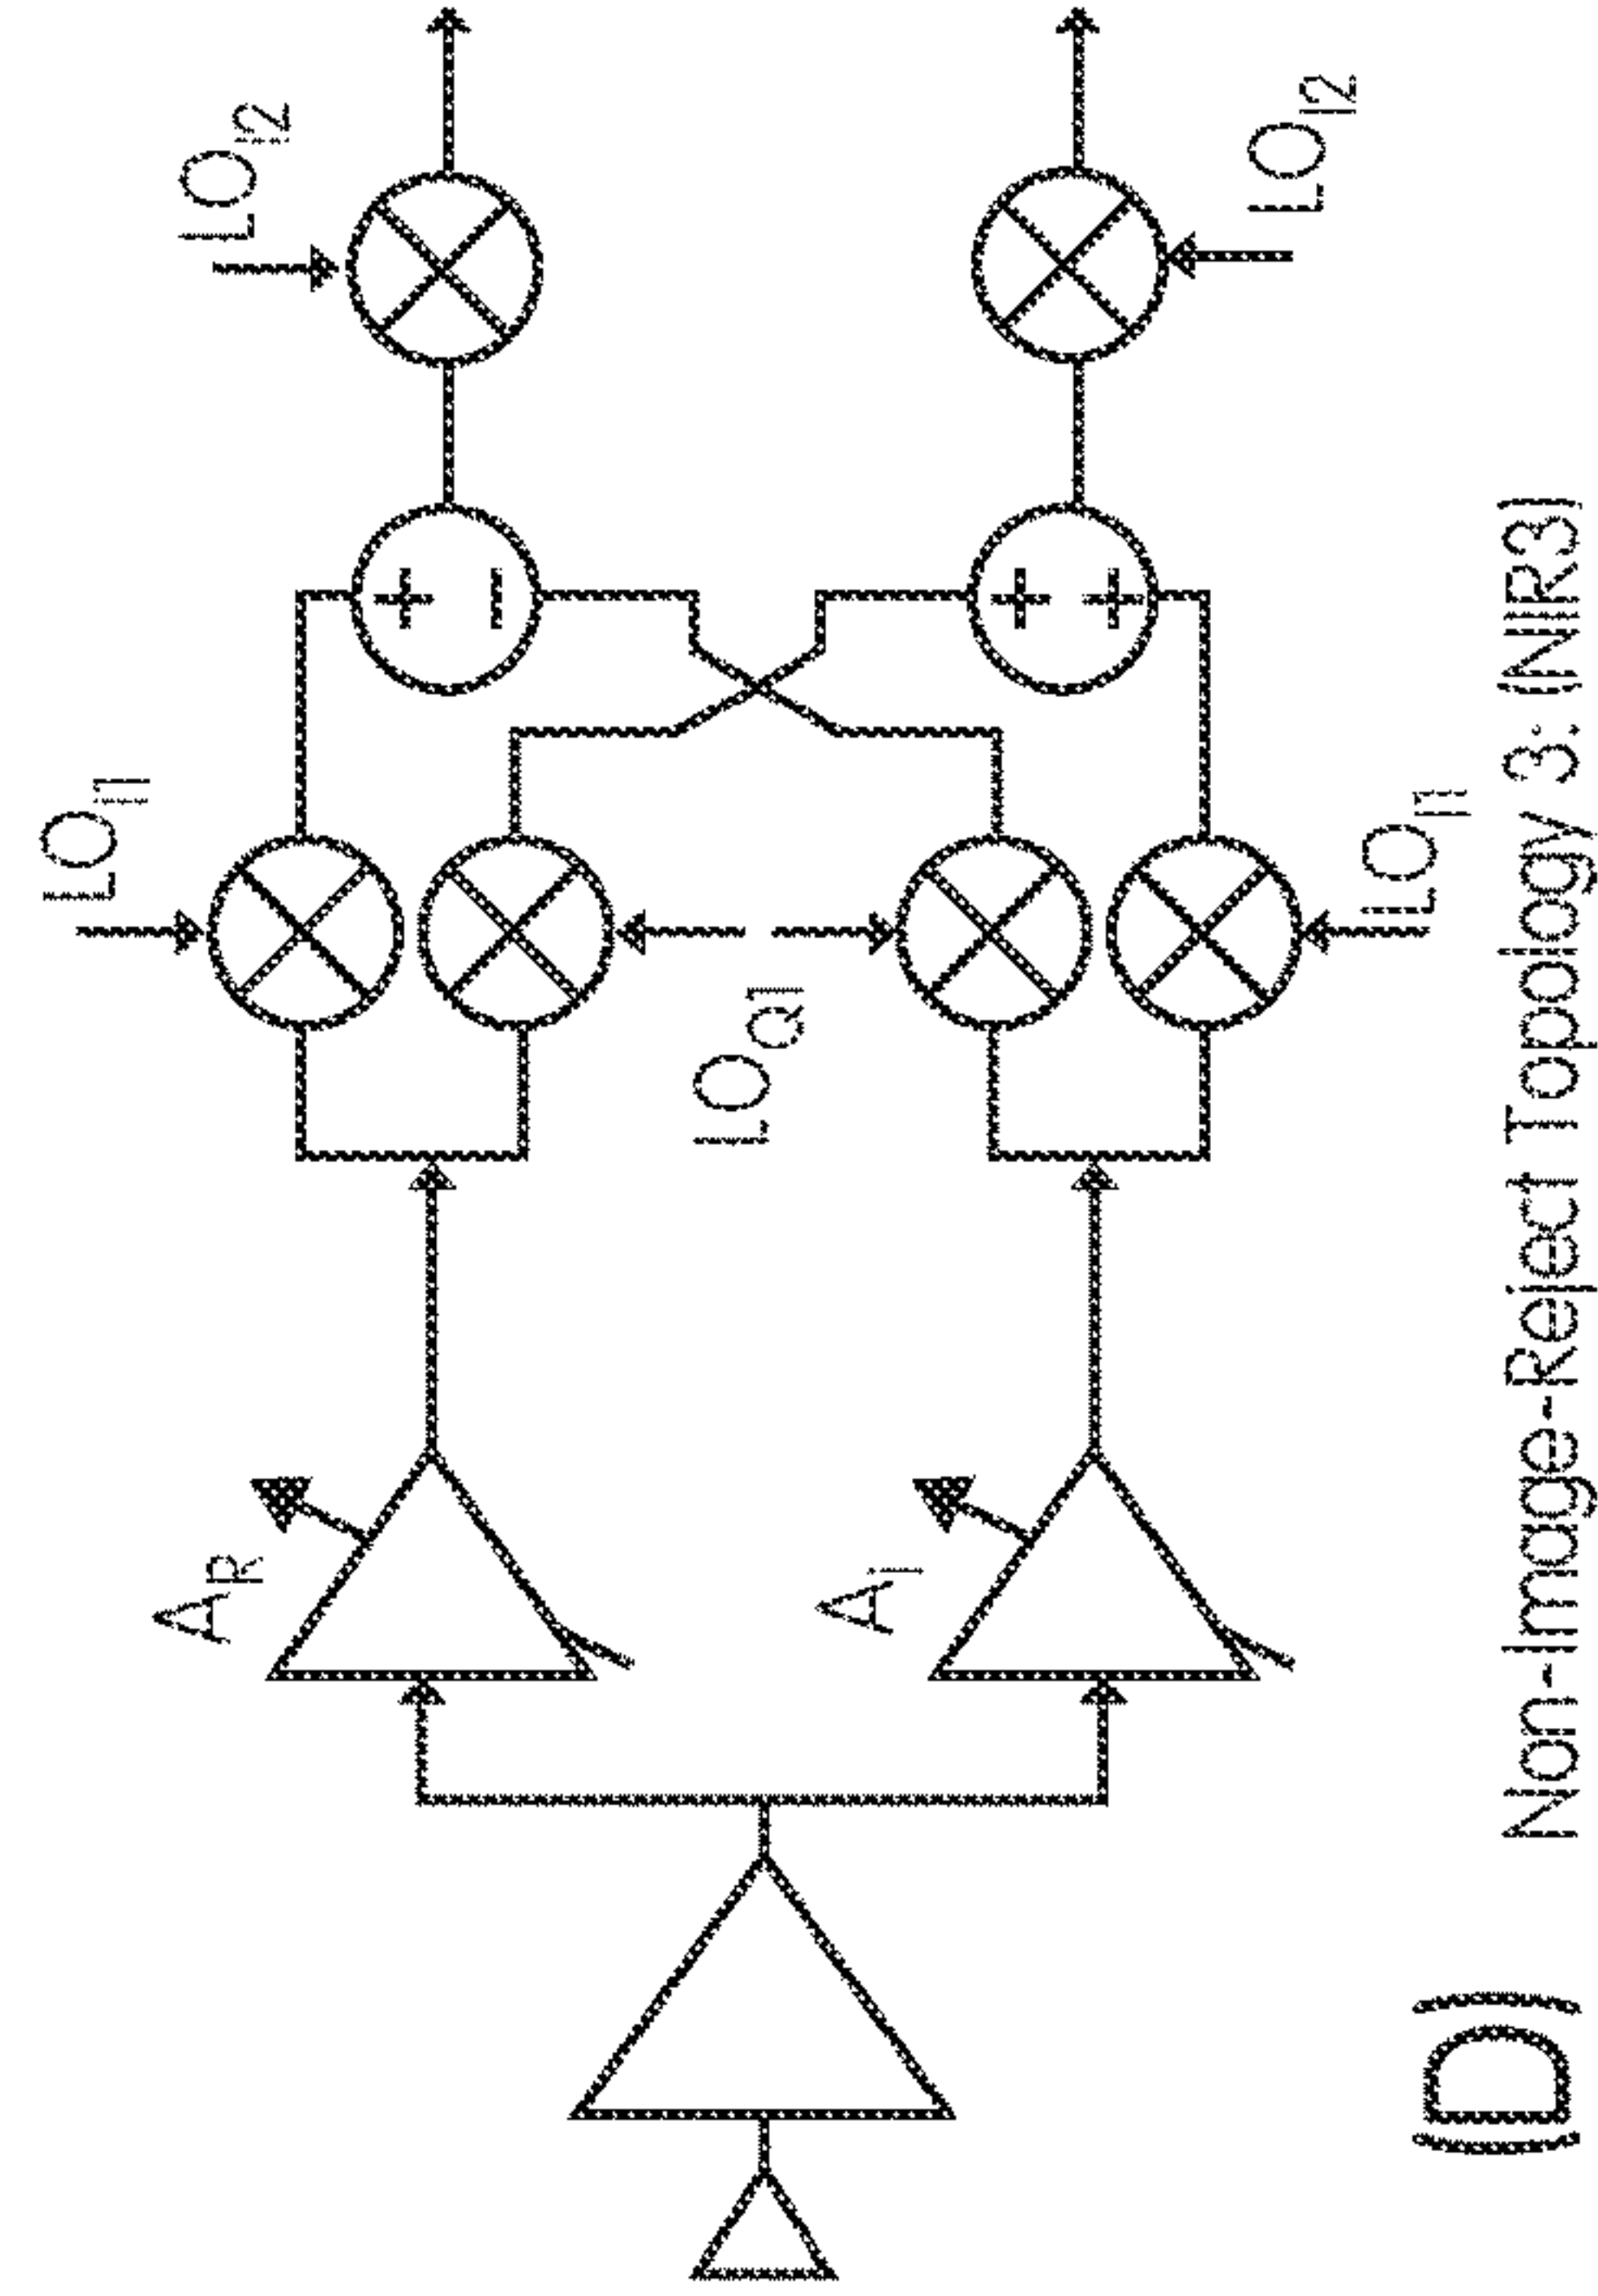 LO_I1
LO_I2
A_R
+
−
LO_Q1
A_I
+
+
LO_I1
LO_I2
(D) Non-Image-Reject Topology 3: (NIR3)